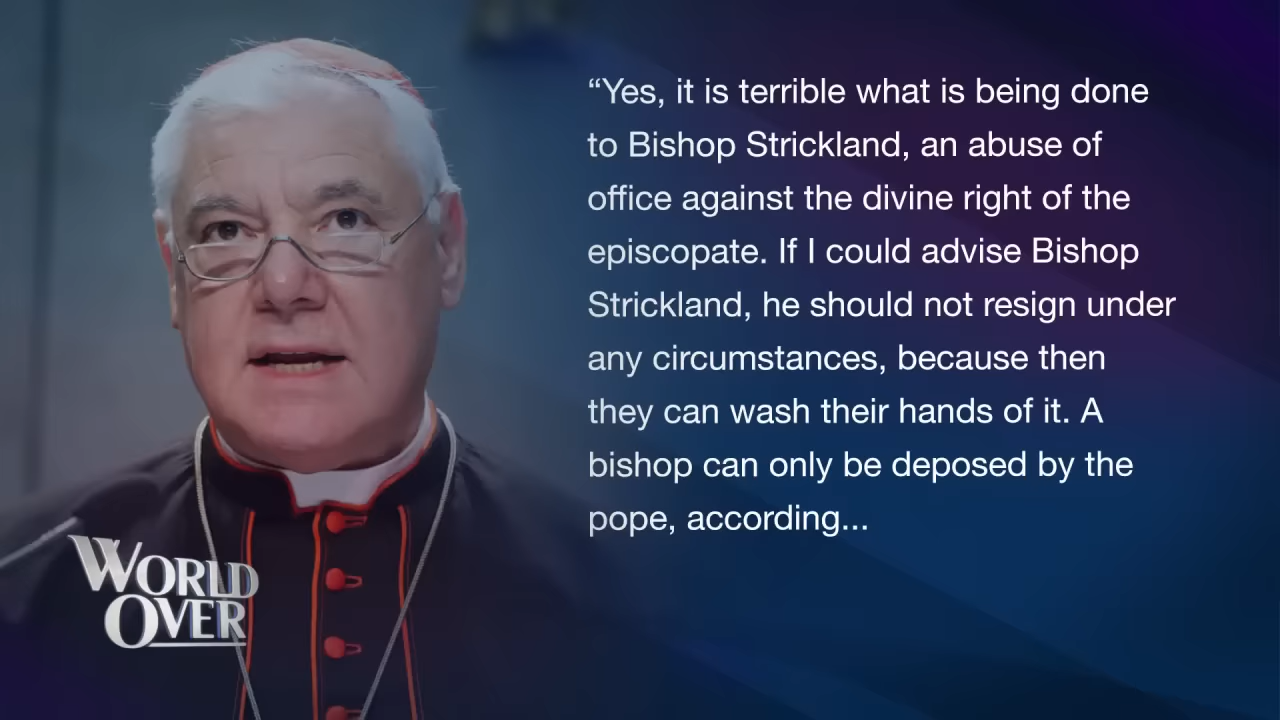 “Yes, it is terrible what is being done
to Bishop Strickland, an abuse of
office against the divine right of the
episcopate. If I could advise Bishop
Strickland, he should not resign under
any circumstances, because then
they can wash their hands of it. A
bishop can only be deposed by the
pope, according...
WORLD
OVER